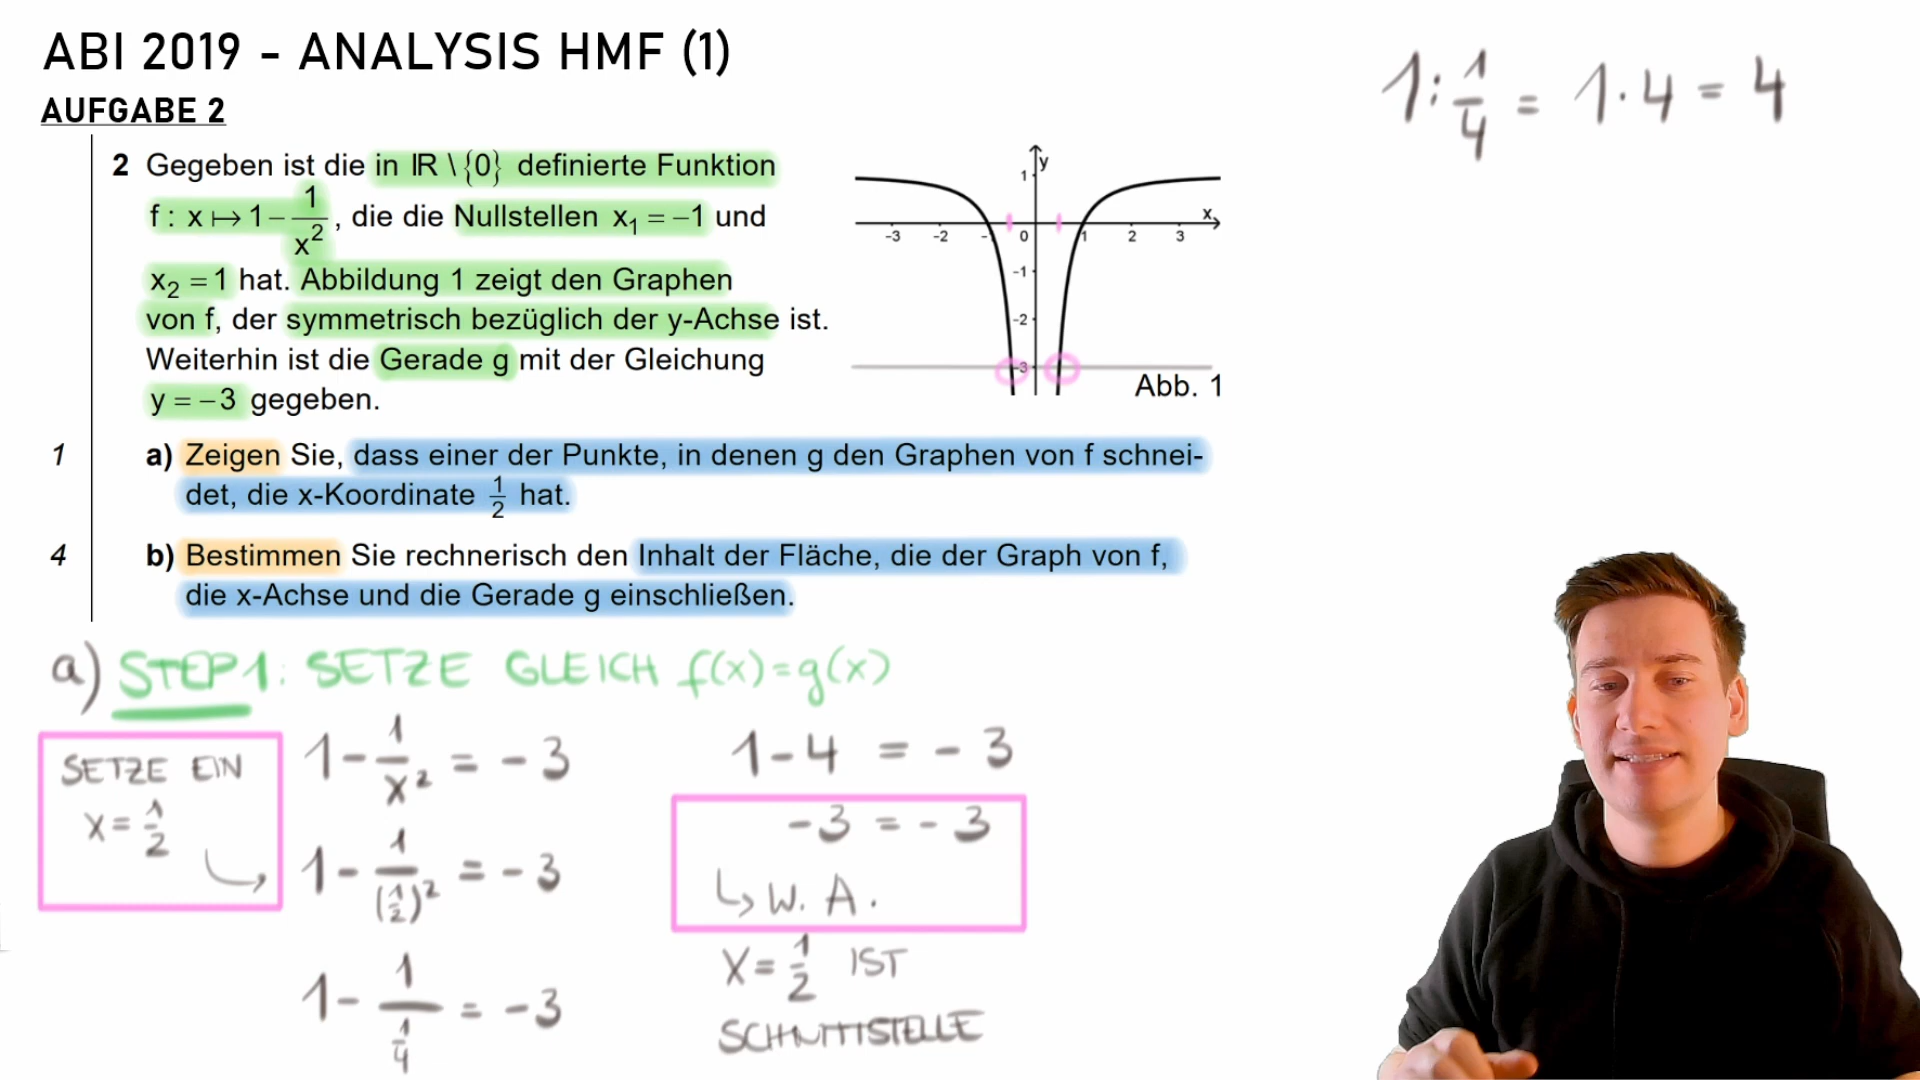 ABI 2019 - ANALYSIS HMF (1)
AUFGABE 2
1 : 1/4 = 1 · 4 = 4
2 Gegeben ist die in ℝ \ {0} definierte Funktion
f : x ↦ 1 − 1/x², die die Nullstellen x₁ = −1 und
x₂ = 1 hat. Abbildung 1 zeigt den Graphen
von f, der symmetrisch bezüglich der y-Achse ist.
Weiterhin ist die Gerade g mit der Gleichung
y = −3 gegeben.
y
1
x
-3 -2 - 0 1 2 3
-1
-2
-3
Abb. 1
1 a) Zeigen Sie, dass einer der Punkte, in denen g den Graphen von f schnei-
det, die x-Koordinate 1/2 hat.
4 b) Bestimmen Sie rechnerisch den Inhalt der Fläche, die der Graph von f,
die x-Achse und die Gerade g einschließen.
a) STEP1: SETZE GLEICH f(x)=g(x)
SETZE EIN
x = 1/2
1 - 1/x² = -3
1 - 1/(1/2)² = -3
1 - 1/(1/4) = -3
1 - 4 = -3
-3 = -3
↳ W. A.
X = 1/2 IST
SCHNITTSTELLE